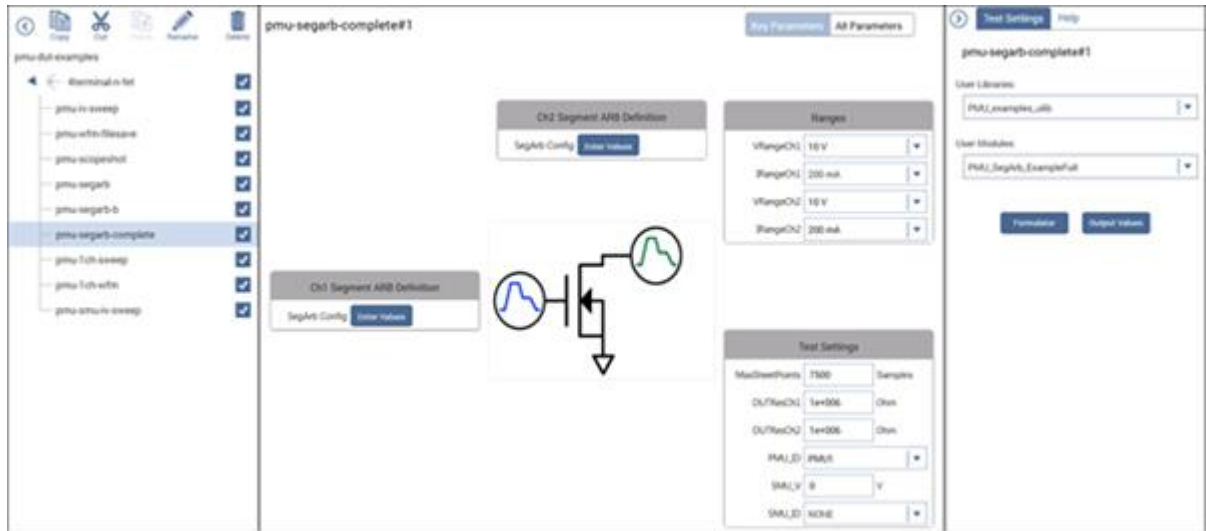 Copy Cut Paste Rename Delete
pmu-dut-examples
4terminal-n-fet
pmu-iv-sweep
pmu-wfm-filesave
pmu-scopeshot
pmu-segarb
pmu-segarb-b
pmu-segarb-complete
pmu-1ch-sweep
pmu-1ch-wfm
pmu-smu-iv-sweep
pmu-segarb-complete#1
Key Parameters All Parameters
Ch2 Segment ARB Definition
SegArb Config Enter Values
Ch1 Segment ARB Definition
SegArb Config Enter Values
Ranges
VRangeCh1 10 V
IRangeCh1 200 mA
VRangeCh2 10 V
IRangeCh2 200 mA
Test Settings
MaxSheetPoints 7500 Samples
DUTResCh1 1e+006 Ohm
DUTResCh2 1e+006 Ohm
PMU_ID PMU1
SMU_V 0 V
SMU_ID NONE
Test Settings Help
pmu-segarb-complete#1
User Libraries:
PMU_examples_ulib
User Modules:
PMU_SegArb_ExampleFull
Formulator Output Values